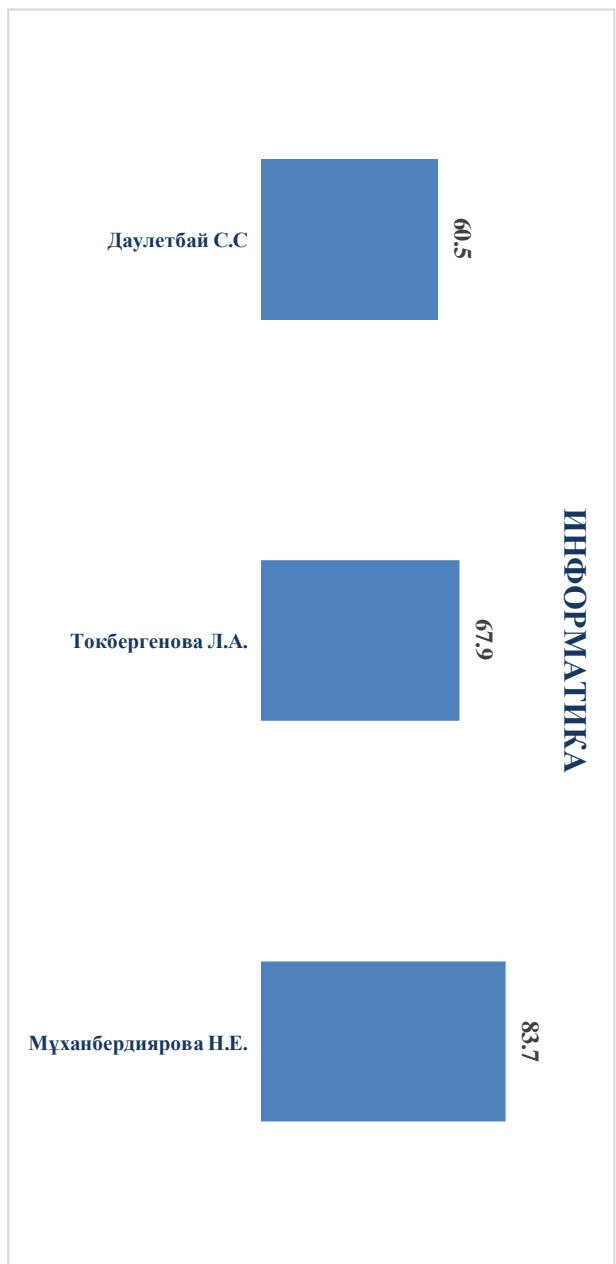 ИНФОРМАТИКА
60.5
67.9
83.7
Даулетбай С.С
Токбергенова Л.А.
Мұханбердиярова Н.Е.